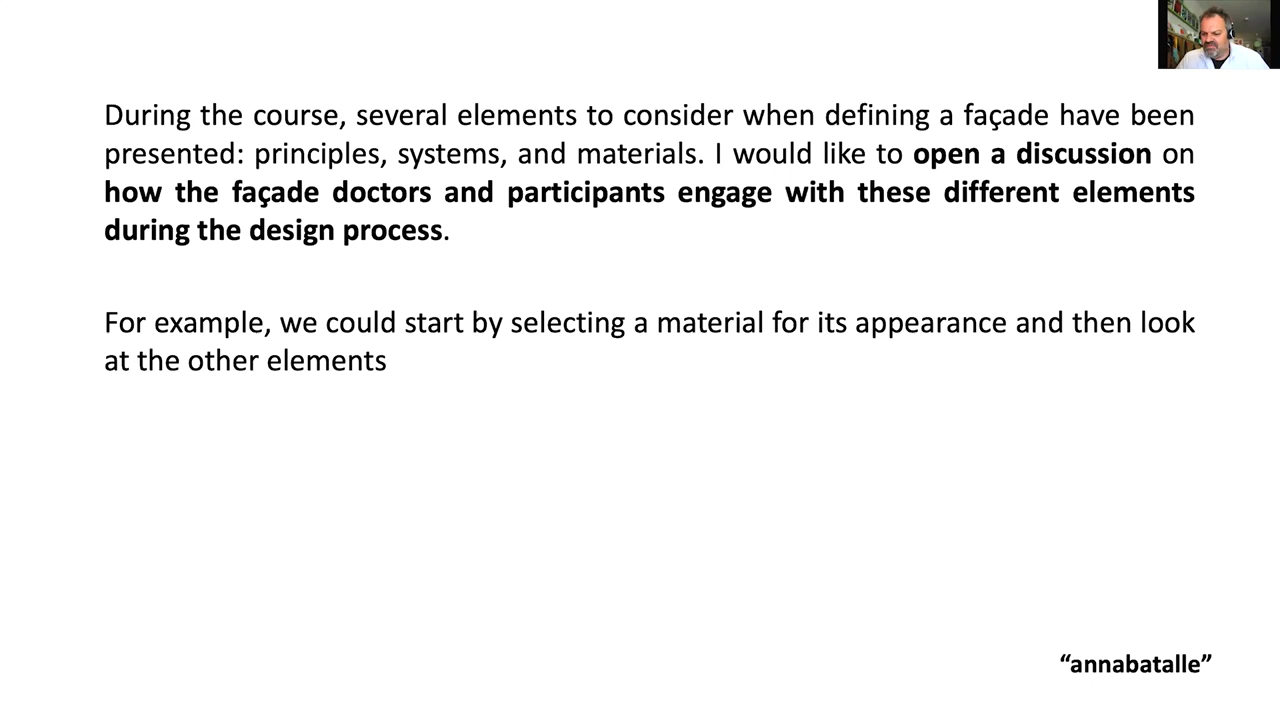 During the course, several elements to consider when defining a façade have been
presented: principles, systems, and materials. I would like to open a discussion on
how the façade doctors and participants engage with these different elements
during the design process.
For example, we could start by selecting a material for its appearance and then look
at the other elements
“annabatalle”